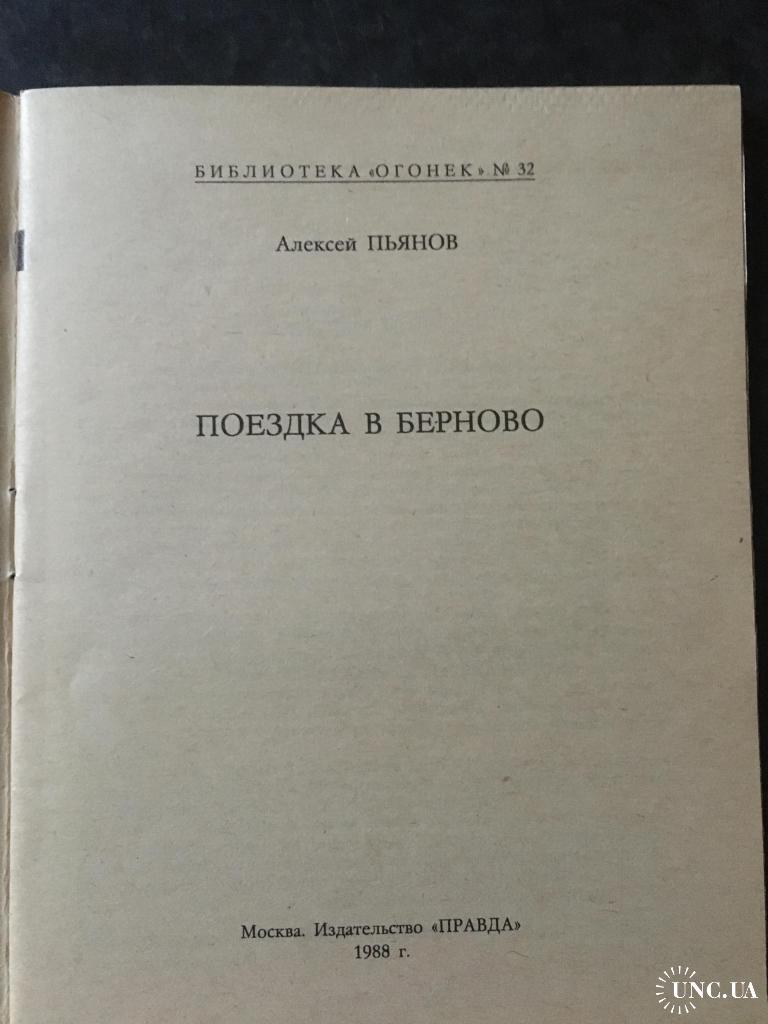 БИБЛИОТЕКА «ОГОНЕК» № 32
Алексей ПЬЯНОВ
ПОЕЗДКА В БЕРНОВО
Москва. Издательство «ПРАВДА»
1988 г.
UNC.UA